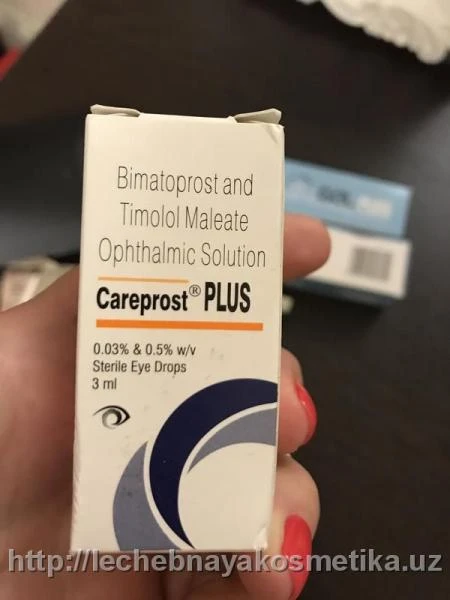 Bimatoprost and
Timolol Maleate
Ophthalmic Solution
Careprost® PLUS
0.03% & 0.5% w/v
Sterile Eye Drops
3 ml
PLUS
http://lechebnayakosmetika.uz